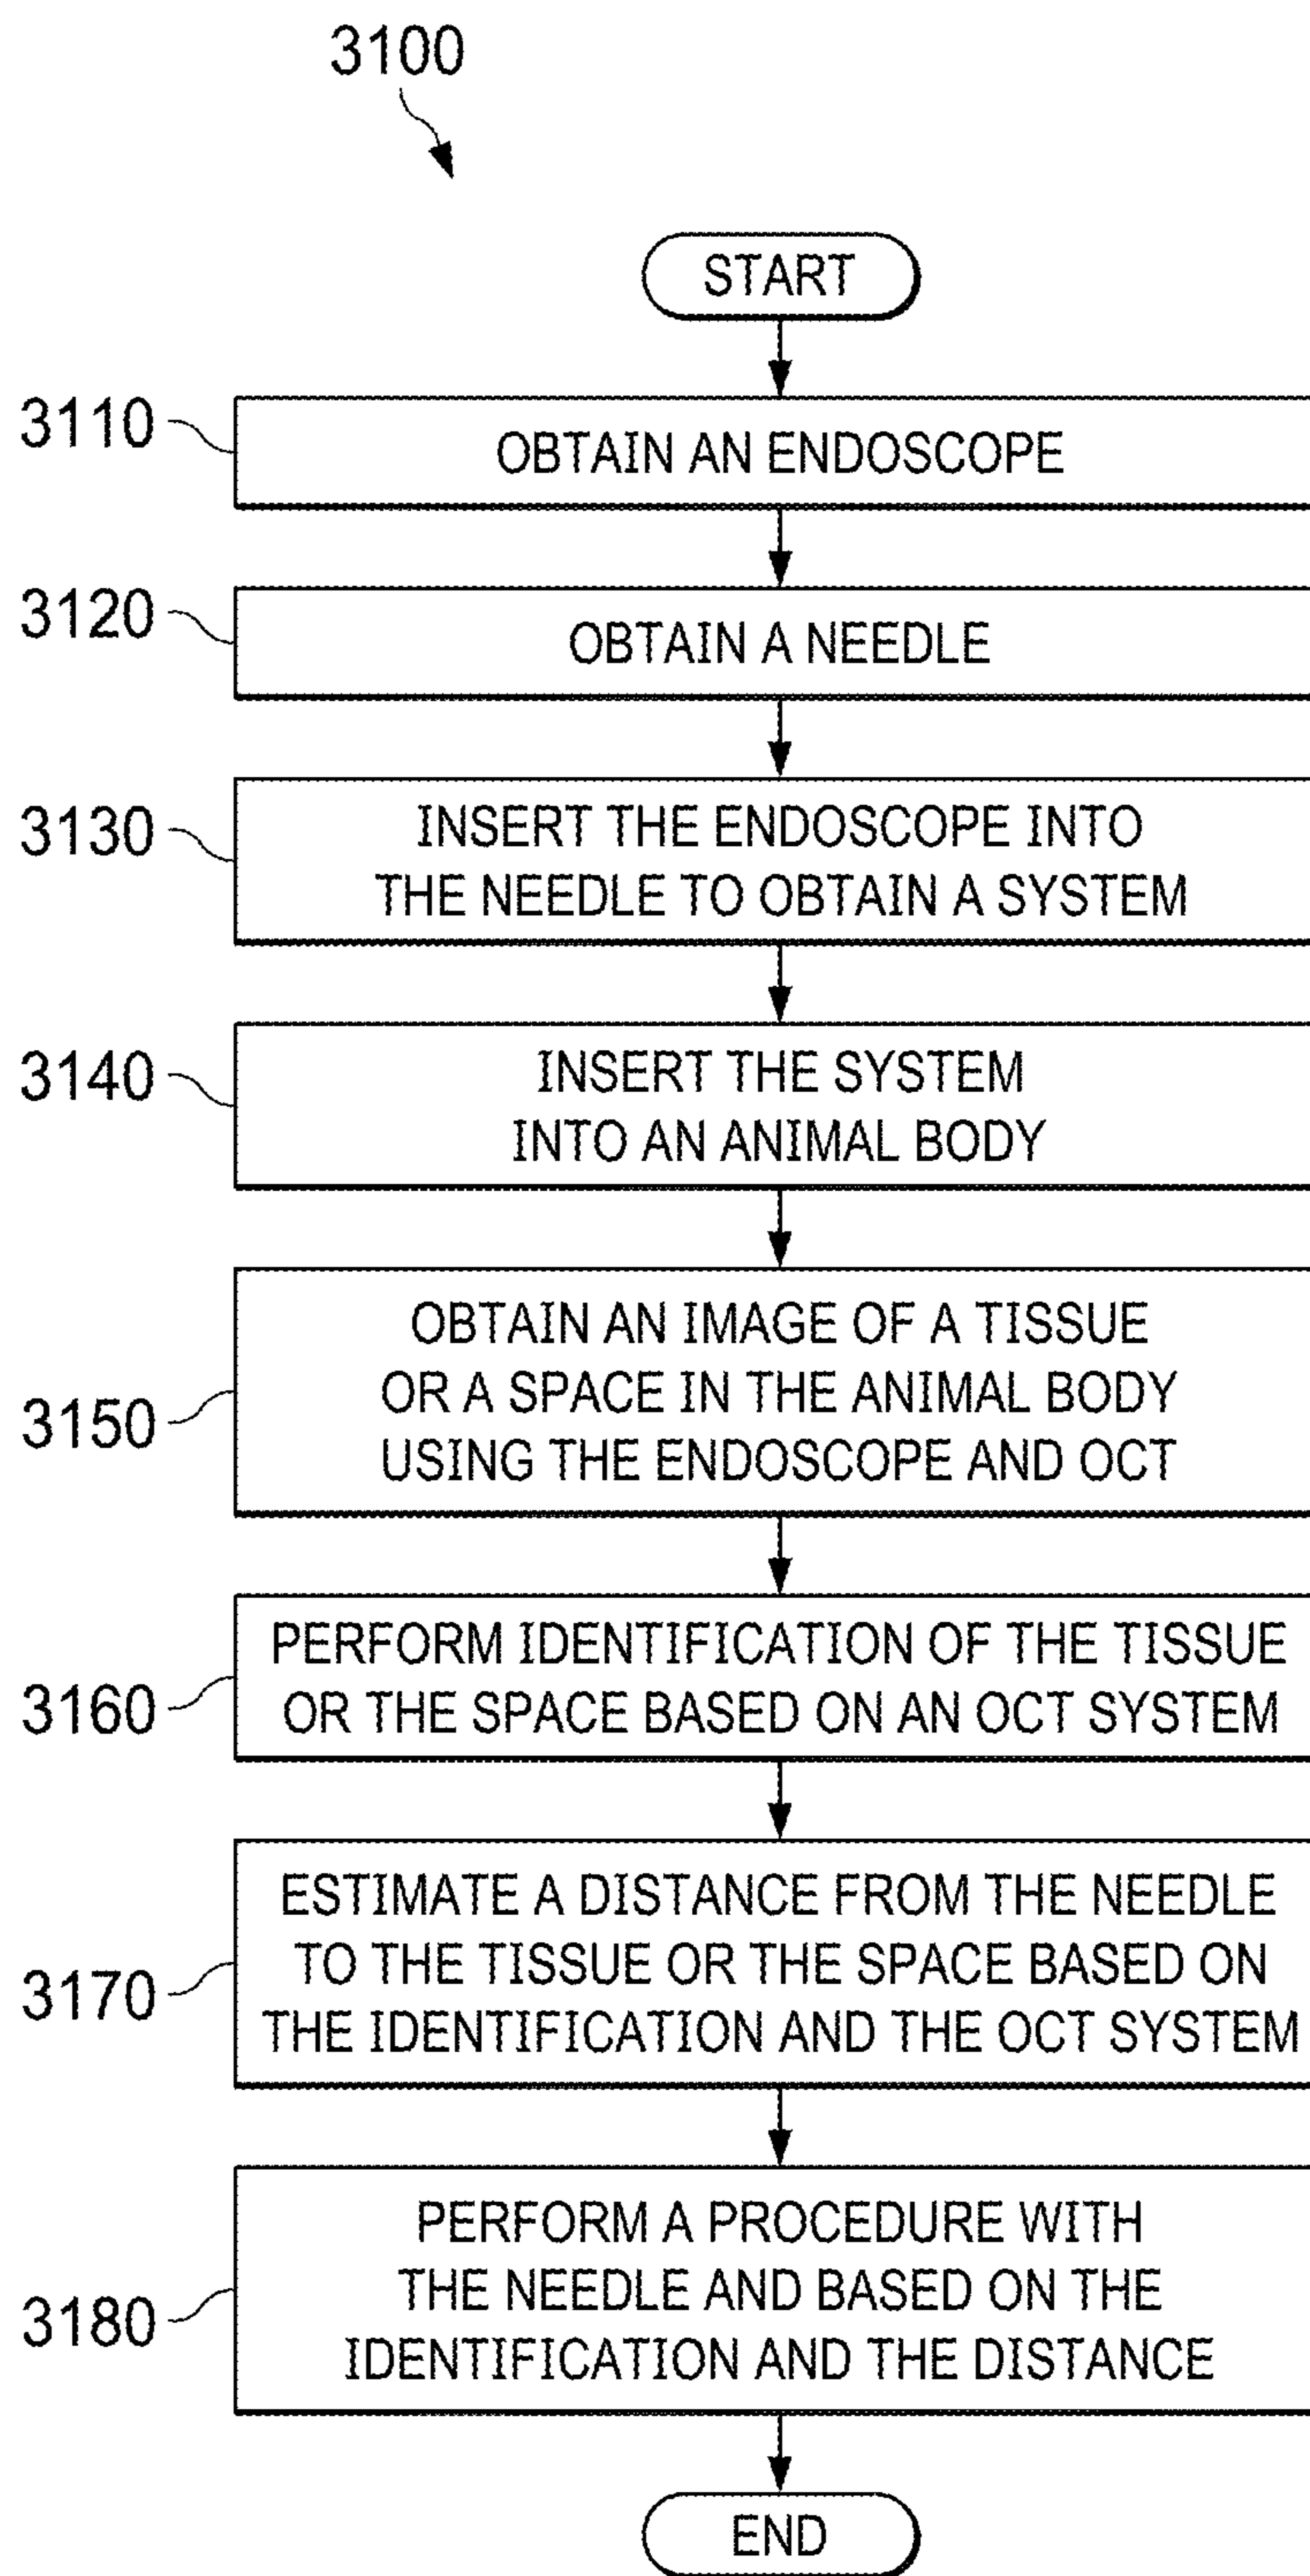 3100
START
3110
OBTAIN AN ENDOSCOPE
3120
OBTAIN A NEEDLE
3130
INSERT THE ENDOSCOPE INTO
THE NEEDLE TO OBTAIN A SYSTEM
3140
INSERT THE SYSTEM
INTO AN ANIMAL BODY
3150
OBTAIN AN IMAGE OF A TISSUE
OR A SPACE IN THE ANIMAL BODY
USING THE ENDOSCOPE AND OCT
3160
PERFORM IDENTIFICATION OF THE TISSUE
OR THE SPACE BASED ON AN OCT SYSTEM
3170
ESTIMATE A DISTANCE FROM THE NEEDLE
TO THE TISSUE OR THE SPACE BASED ON
THE IDENTIFICATION AND THE OCT SYSTEM
3180
PERFORM A PROCEDURE WITH
THE NEEDLE AND BASED ON THE
IDENTIFICATION AND THE DISTANCE
END